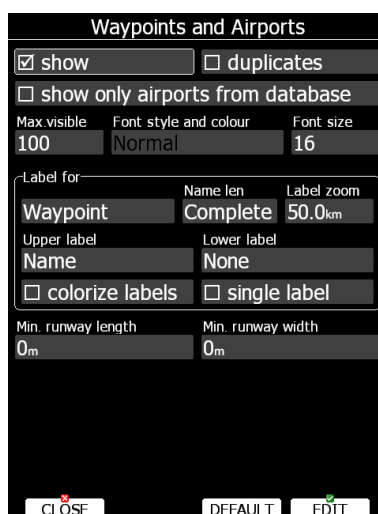 Waypoints and Airports
show duplicates
show only airports from database
Max.visible Font style and colour Font size
100 Normal 16
Label for
Name len Label zoom
Waypoint Complete 50.0km
Upper label Lower label
Name None
colorize labels single label
Min. runway length Min. runway width
0m 0m
CLOSE DEFAULT EDIT